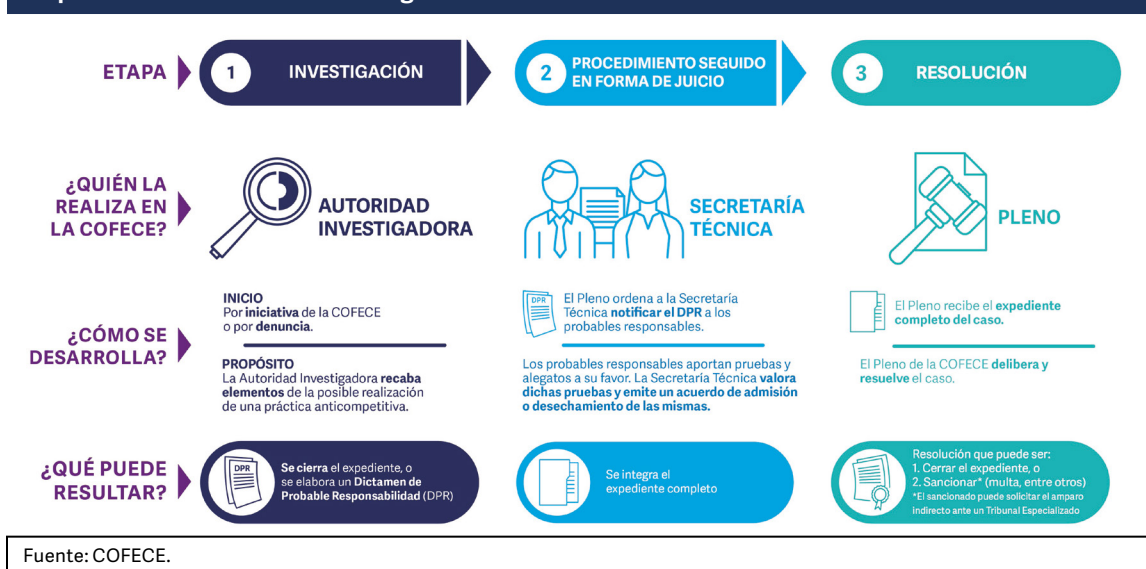 ETAPA
1 INVESTIGACIÓN
2 PROCEDIMIENTO SEGUIDO
EN FORMA DE JUICIO
3 RESOLUCIÓN
¿QUIÉN LA
REALIZA EN
LA COFECE?
AUTORIDAD
INVESTIGADORA
SECRETARÍA
TÉCNICA
PLENO
¿CÓMO SE
DESARROLLA?
INICIO
Por iniciativa de la COFECE
o por denuncia.
PROPÓSITO
La Autoridad Investigadora recaba
elementos de la posible realización
de una práctica anticompetitiva.
DPR
El Pleno ordena a la Secretaría
Técnica notificar el DPR a los
probables responsables.
Los probables responsables aportan pruebas y
alegatos a su favor. La Secretaría Técnica valora
dichas pruebas y emite un acuerdo de admisión
o desechamiento de las mismas.
El Pleno recibe el expediente
completo del caso.
El Pleno de la COFECE delibera y
resuelve el caso.
¿QUÉ PUEDE
RESULTAR?
DPR
Se cierra el expediente, o
se elabora un Dictamen de
Probable Responsabilidad (DPR)
Se integra el
expediente completo
Resolución que puede ser:
1. Cerrar el expediente, o
2. Sancionar* (multa, entre otros)
*El sancionado puede solicitar el amparo
indirecto ante un Tribunal Especializado
Fuente: COFECE.